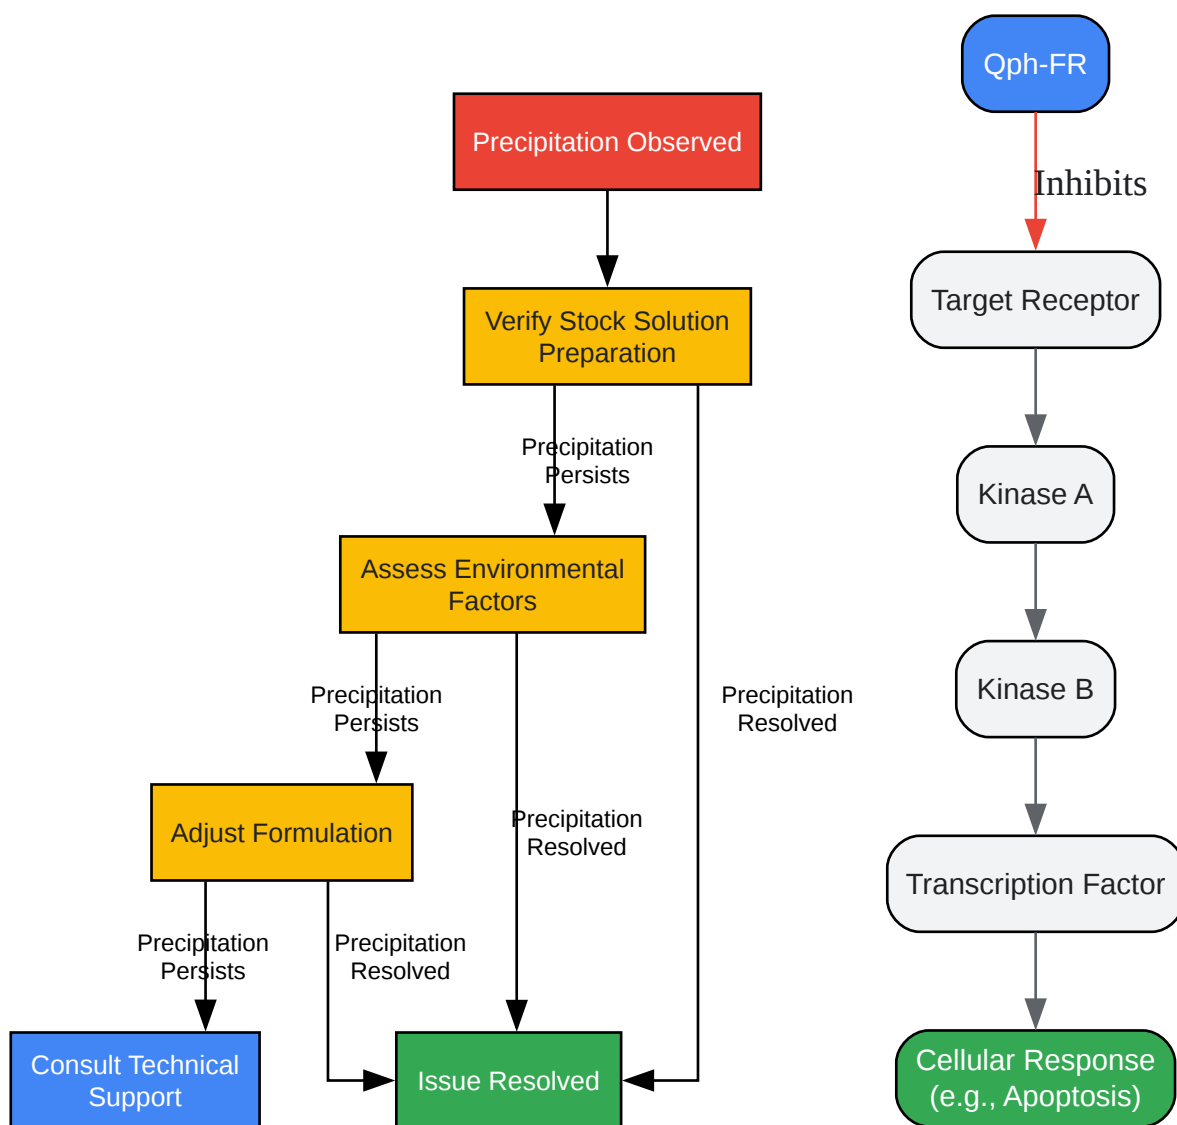 Precipitation Observed
Verify Stock Solution
Preparation
Precipitation
Persists
Assess Environmental
Factors
Precipitation
Persists
Precipitation
Resolved
Adjust Formulation
Precipitation
Resolved
Precipitation
Persists
Precipitation
Resolved
Consult Technical
Support
Issue Resolved
Qph-FR
Inhibits
Target Receptor
Kinase A
Kinase B
Transcription Factor
Cellular Response
(e.g., Apoptosis)